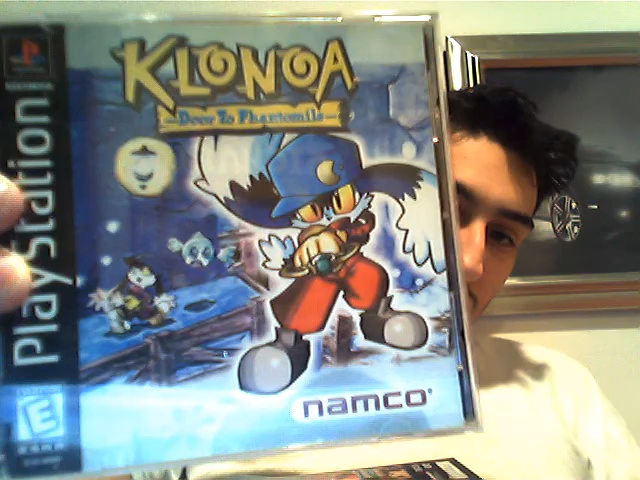 KLONOA
Door To Phantomile
PlayStation
E
namco